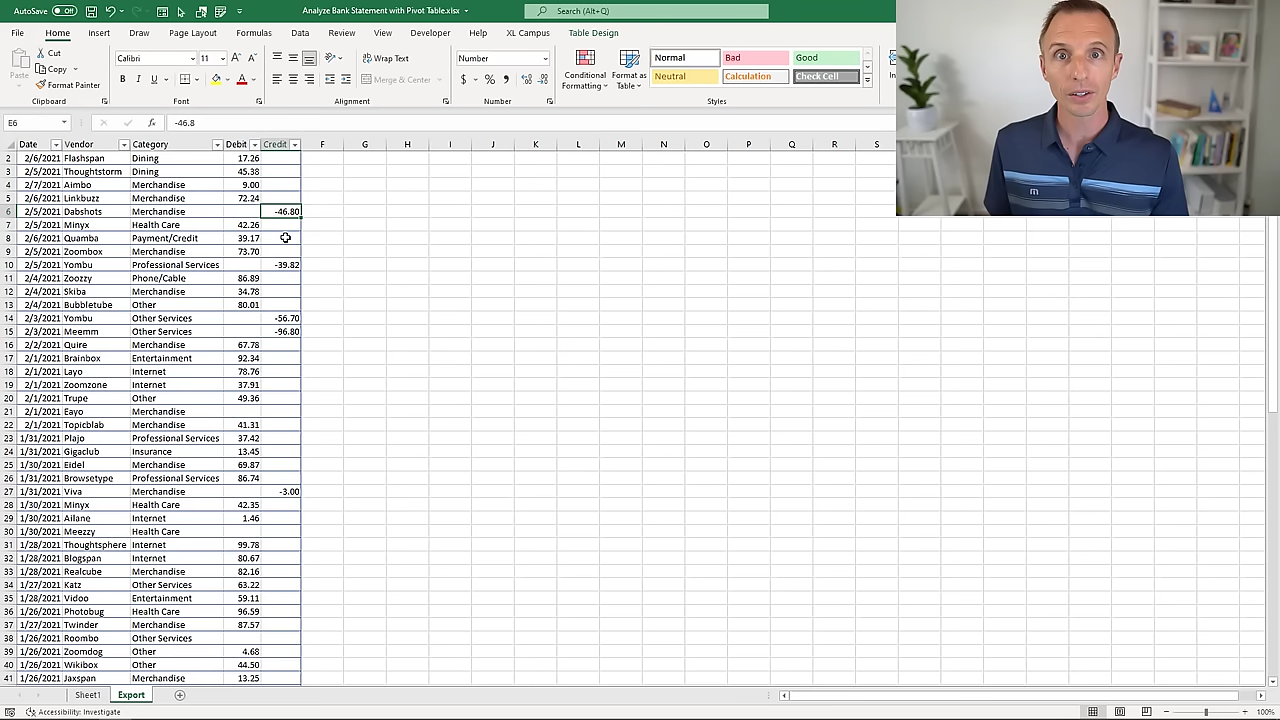 AutoSave Off Analyze Bank Statement with Pivot Table.xlsx Search (Alt+Q)
File Home Insert Draw Page Layout Formulas Data Review View Developer Help XL Campus Table Design
Paste Cut Copy Format Painter Calibri 11 Wrap Text Merge & Center Number Conditional Formatting Format as Table Normal Bad Good Neutral Calculation Check Cell
Clipboard Font Alignment Number Styles
E6 fx -46.8
Date Vendor Category Debit Credit F G H I J K L M N O P Q R S
2 2/6/2021 Flashspan Dining 17.26
3 2/5/2021 Thoughtstorm Dining 45.38
4 2/7/2021 Aimbo Merchandise 9.00
5 2/6/2021 Linkbuzz Merchandise 72.24
6 2/5/2021 Dabshots Merchandise -46.80
7 2/5/2021 Minyx Health Care 42.26
8 2/6/2021 Quamba Payment/Credit 39.17
9 2/5/2021 Zoombox Merchandise 73.70
10 2/5/2021 Yombu Professional Services -39.82
11 2/4/2021 Zoozzy Phone/Cable 86.89
12 2/4/2021 Skiba Merchandise 34.78
13 2/4/2021 Bubbletube Other 80.01
14 2/3/2021 Yombu Other Services -56.70
15 2/3/2021 Meemm Other Services -96.80
16 2/2/2021 Quire Merchandise 67.78
17 2/1/2021 Brainbox Entertainment 92.34
18 2/1/2021 Layo Internet 78.76
19 2/1/2021 Zoomzone Internet 37.91
20 2/1/2021 Trupe Other 49.36
21 2/1/2021 Eayo Merchandise
22 2/1/2021 Topicblab Merchandise 41.31
23 1/31/2021 Plajo Professional Services 37.42
24 1/31/2021 Gigaclub Insurance 13.45
25 1/30/2021 Eidel Merchandise 69.87
26 1/31/2021 Browsetype Professional Services 86.74
27 1/31/2021 Viva Merchandise -3.00
28 1/30/2021 Minyx Health Care 42.35
29 1/30/2021 Ailane Internet 1.46
30 1/30/2021 Meezzy Health Care
31 1/28/2021 Thoughtsphere Internet 99.78
32 1/28/2021 Blogspan Internet 80.67
33 1/28/2021 Realcube Merchandise 82.16
34 1/27/2021 Katz Other Services 63.22
35 1/28/2021 Vidoo Entertainment 59.11
36 1/26/2021 Photobug Health Care 96.59
37 1/27/2021 Twinder Merchandise 87.57
38 1/26/2021 Roombo Other Services
39 1/26/2021 Zoomdog Other 4.68
40 1/26/2021 Wikibox Other 44.50
41 1/26/2021 Jaxspan Merchandise 13.25
Sheet1 Export
Accessibility: Investigate 100%